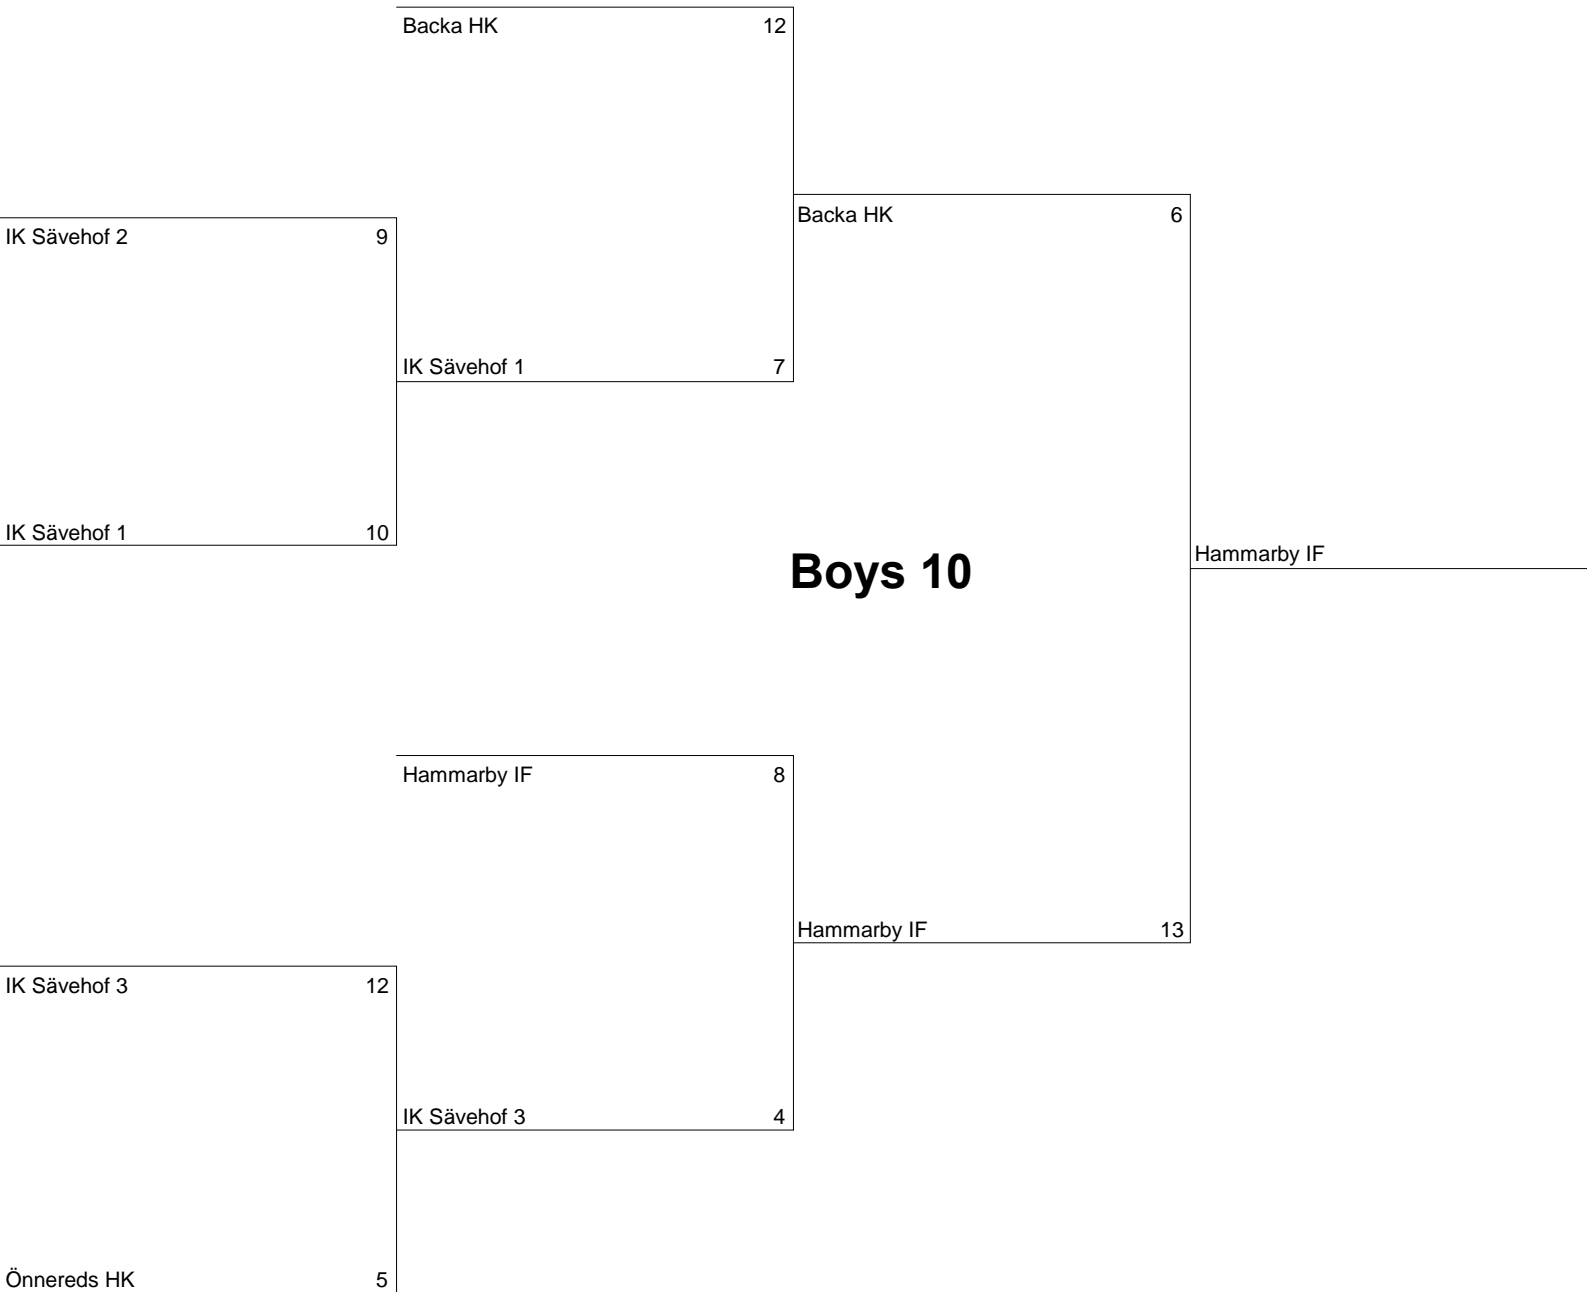 Backa HK 12
Backa HK 6
IK Sävehof 2 9
IK Sävehof 1 7
IK Sävehof 1 10
Hammarby IF
Boys 10
Hammarby IF 8
Hammarby IF 13
IK Sävehof 3 12
IK Sävehof 3 4
Önnereds HK 5